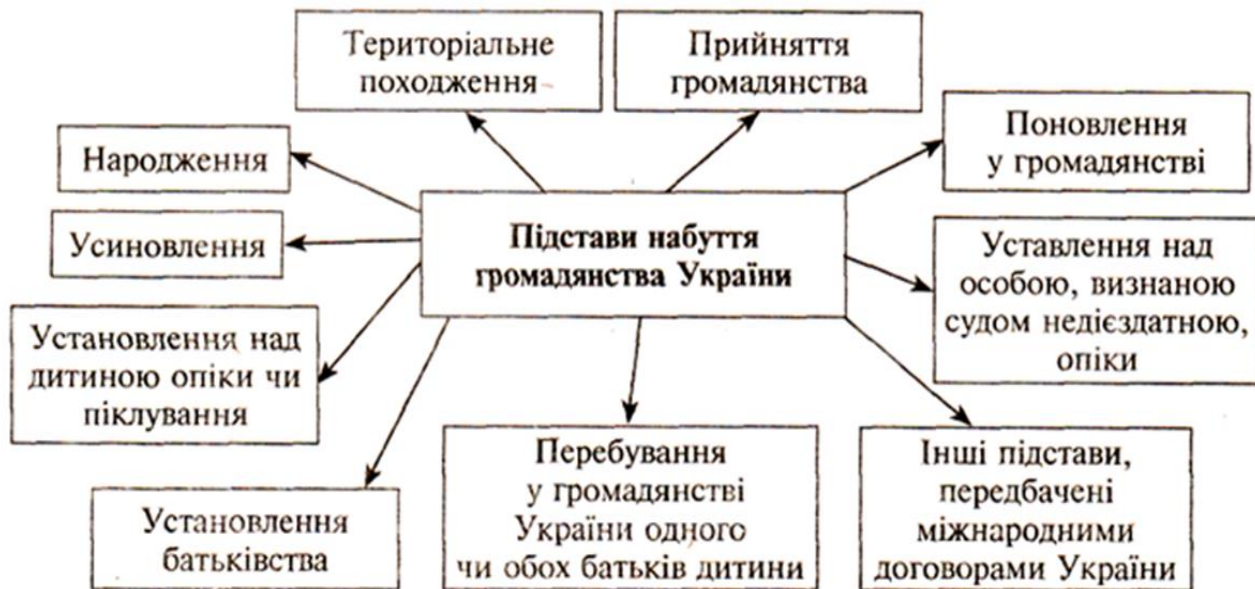 Територіальне
походження
Прийняття
громадянства
Поновлення
у громадянстві
Народження
Підстави набуття
громадянства України
Усиновлення
Уставлення над
особою, визнаною
судом недієздатною,
опіки
Установлення над
дитиною опіки чи
піклування
Установлення
батьківства
Перебування
у громадянстві
України одного
чи обох батьків дитини
Інші підстави,
передбачені
міжнародними
договорами України